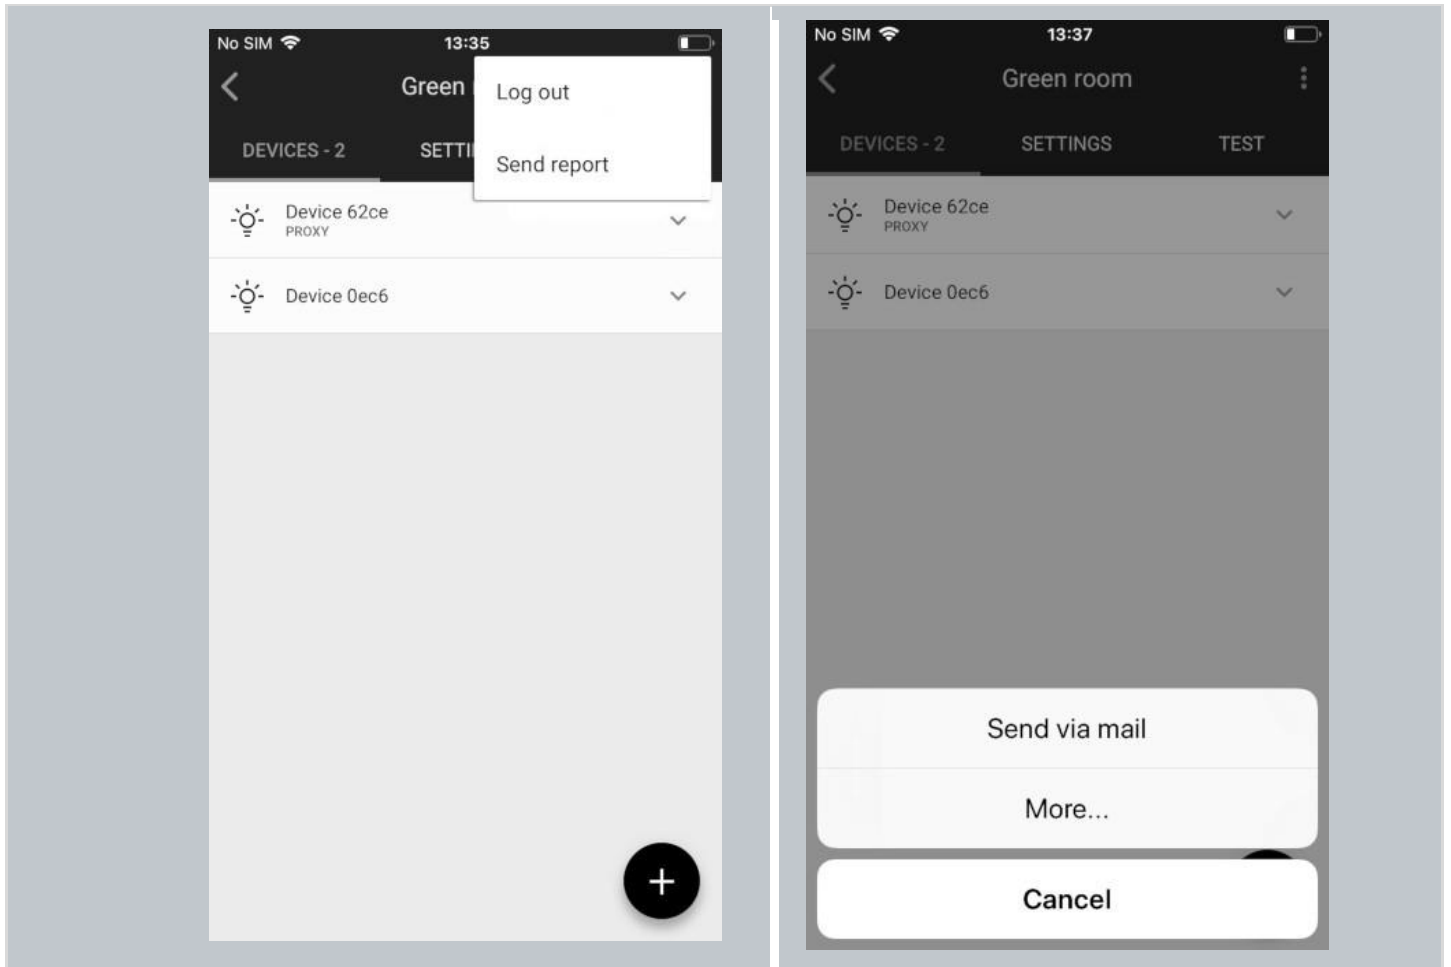 No SIM 13:35
Green
Log out
DEVICES - 2 SETTI
Send report
Device 62ce
PROXY
Device 0ec6
No SIM 13:37
Green room
DEVICES - 2 SETTINGS TEST
Device 62ce
PROXY
Device 0ec6
Send via mail
More...
Cancel